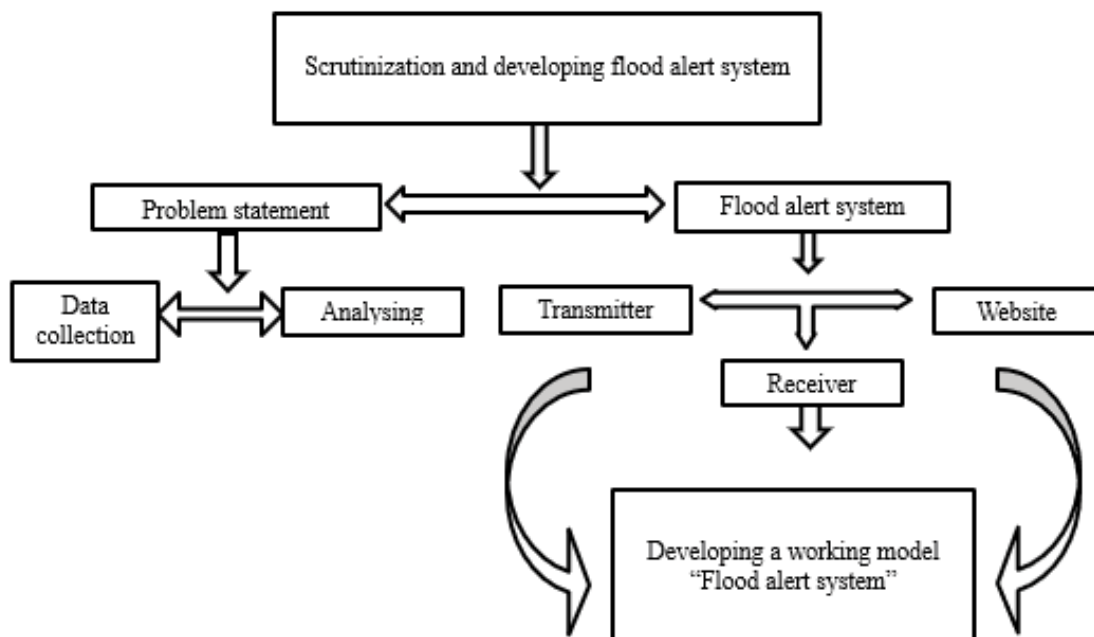 Scrutinization and developing flood alert system
Problem statement
Flood alert system
Data
collection
Analysing
Transmitter
Website
Receiver
Developing a working model
“Flood alert system”